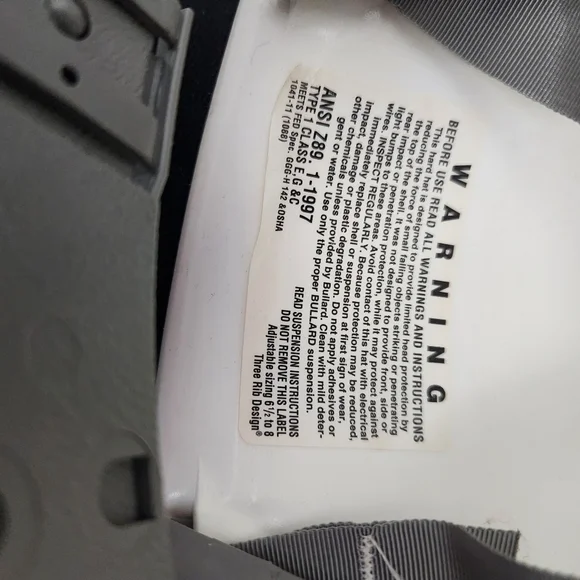 WARNING
BEFORE USE READ ALL WARNINGS AND INSTRUCTIONS
This hard hat is designed to provide limited head protection by
reducing the force of small falling objects striking or penetrating
the top of the shell. It was not designed to provide front, side or
rear impact or penetration protection, while it may protect against
light bumps to these areas. Avoid contact of this hat with electrical
wires. INSPECT REGULARLY. Because protection may be reduced,
immediately replace shell or suspension at first sign of wear,
impact, damage or plastic degradation. Do not apply adhesives or
other chemicals unless provided by Bullard. Clean with mild deter-
gent or water. Use only the proper BULLARD suspension.
ANSI Z89. 1-1997
TYPE 1 CLASS E,G &C
MEETS FED Spec. GGG-H 142 &OSHA
1041-11 (1088)
READ SUSPENSION INSTRUCTIONS
DO NOT REMOVE THIS LABEL
Adjustable sizing 6 1/2 to 8
Three Rib Design®